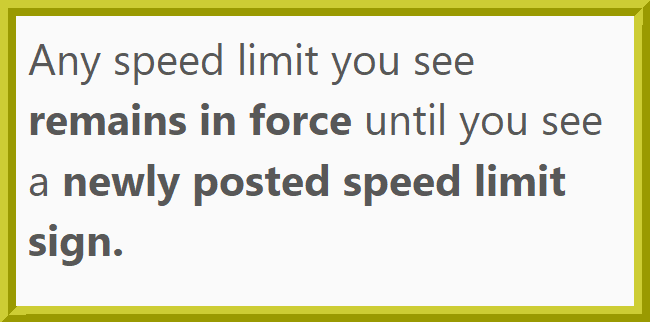 Any speed limit you see
remains in force until you see
a newly posted speed limit
sign.